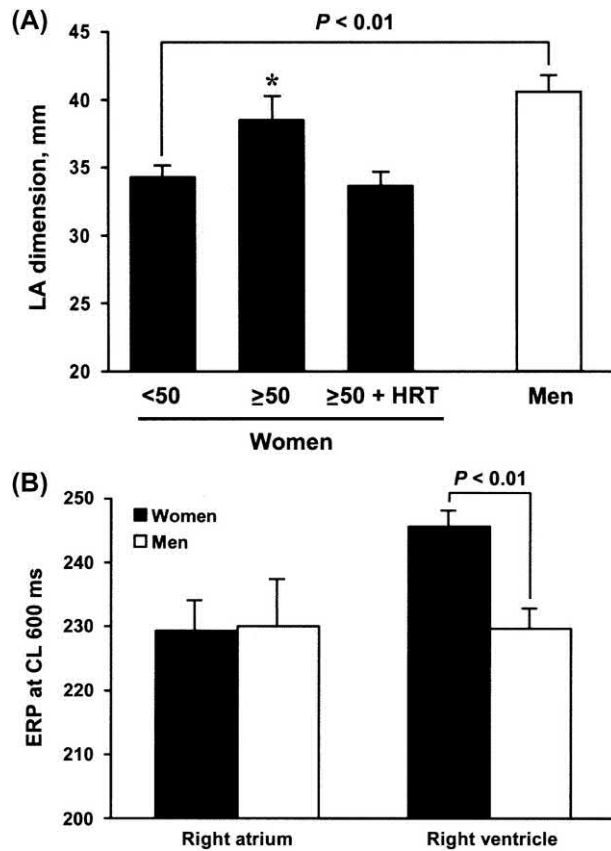 (A)
P < 0.01
45
40
35
30
25
20
LA dimension, mm
*
<50 ≥50 ≥50 + HRT Men
Women
(B)
P < 0.01
250
240
230
220
210
200
ERP at CL 600 ms
Women
Men
Right atrium Right ventricle